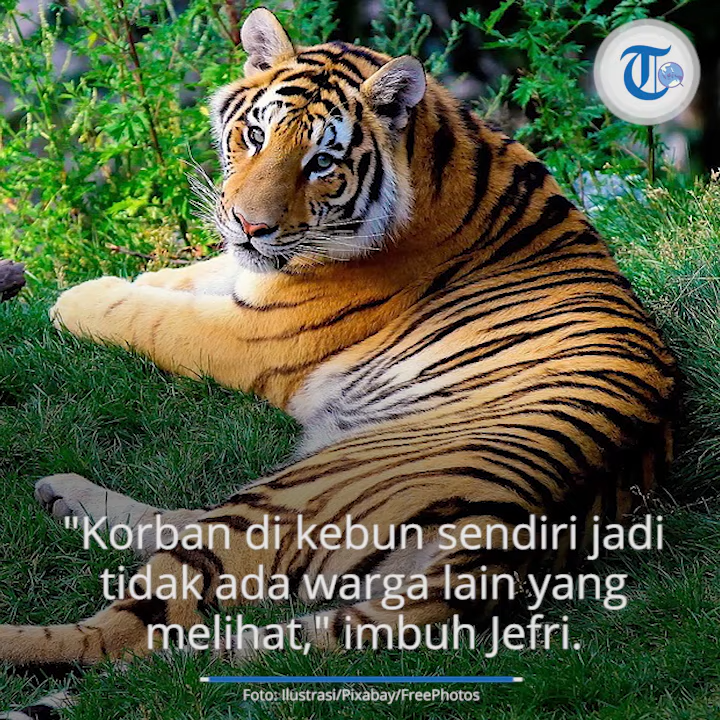 T
"Korban di kebun sendiri jadi
tidak ada warga lain yang
melihat," imbuh Jefri.
Foto: Ilustrasi/Pixabay/FreePhotos